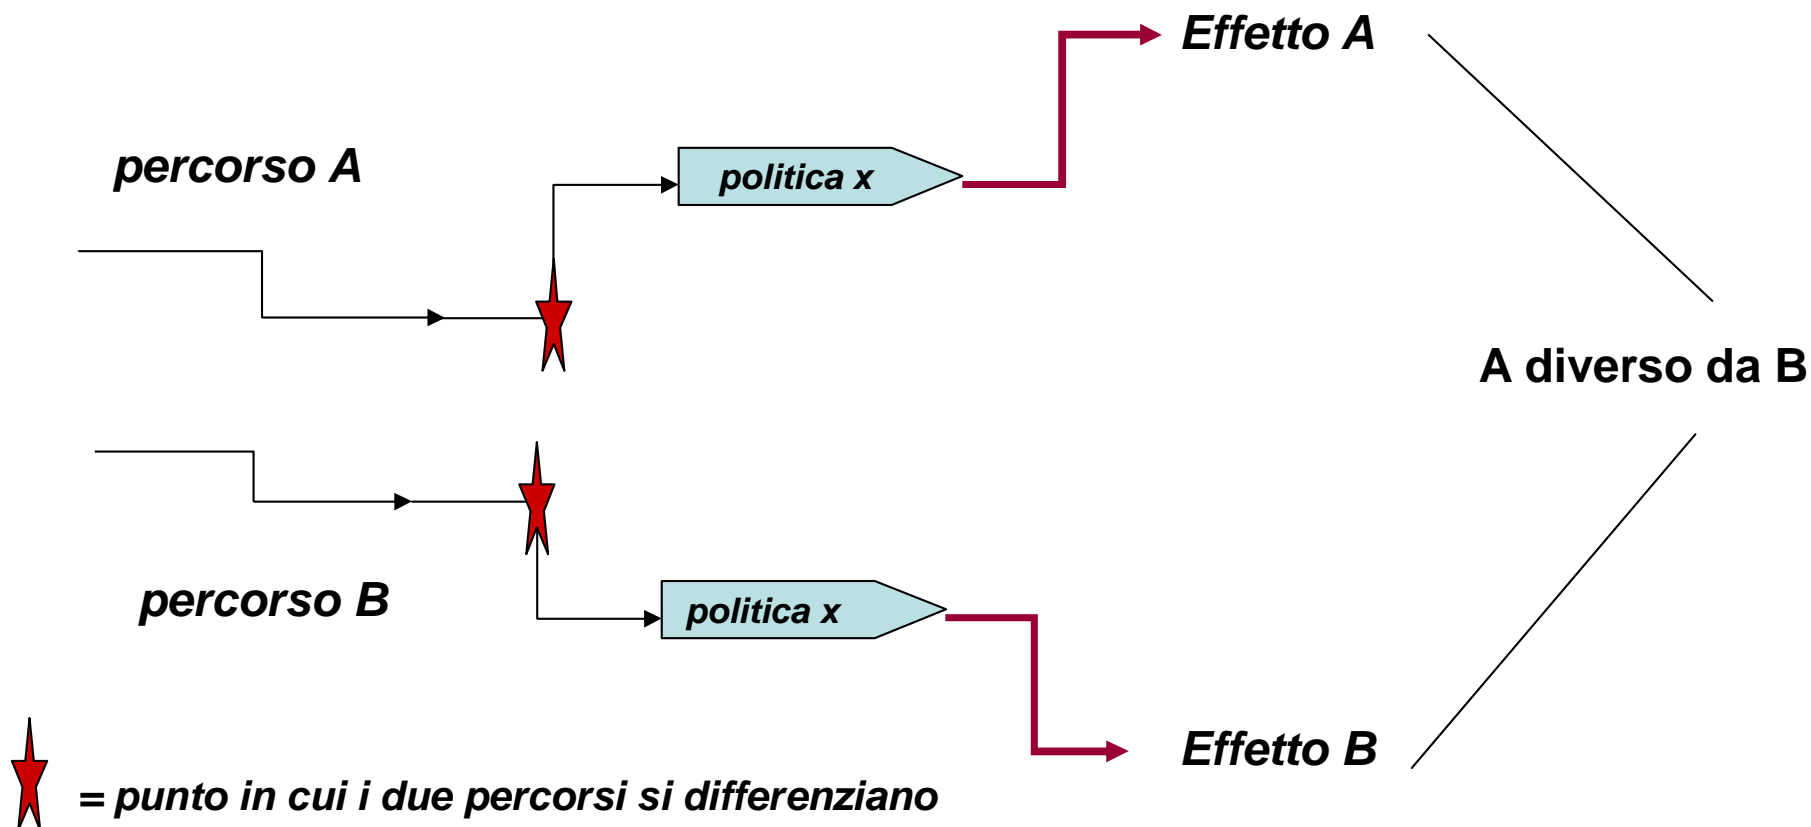 Effetto A
percorso A
politica x
A diverso da B
percorso B
politica x
Effetto B
= punto in cui i due percorsi si differenziano